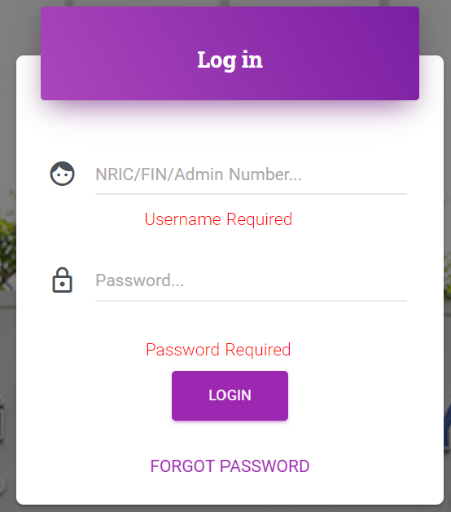 Log in
NRIC/FIN/Admin Number...
Username Required
Password...
Password Required
LOGIN
FORGOT PASSWORD